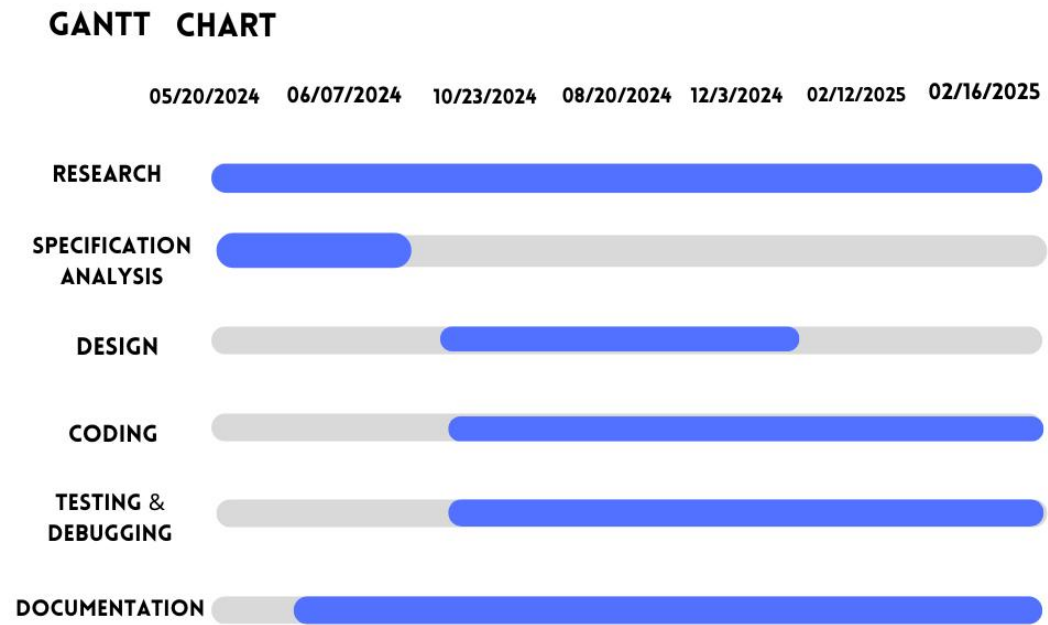 GANTT CHART
05/20/2024 06/07/2024 10/23/2024 08/20/2024 12/3/2024 02/12/2025 02/16/2025
RESEARCH
SPECIFICATION
ANALYSIS
DESIGN
CODING
TESTING &
DEBUGGING
DOCUMENTATION